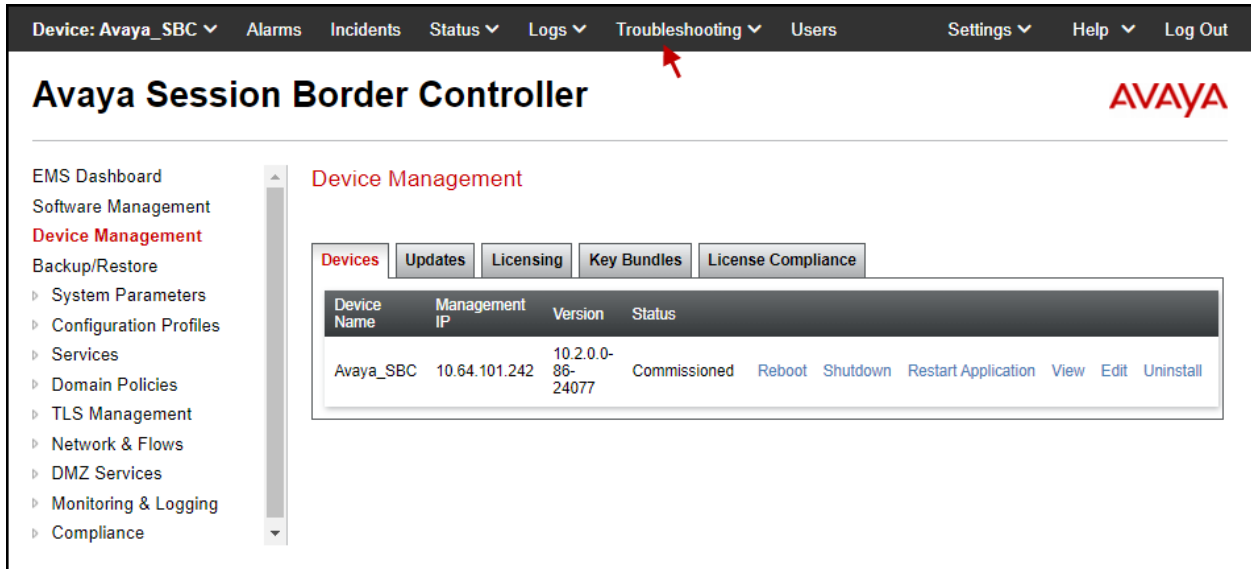 Device: Avaya_SBC Alarms Incidents Status Logs Troubleshooting Users Settings Help Log Out
Avaya Session Border Controller
AVAYA
EMS Dashboard
Software Management
Device Management
Backup/Restore
System Parameters
Configuration Profiles
Services
Domain Policies
TLS Management
Network & Flows
DMZ Services
Monitoring & Logging
Compliance
Device Management
Devices Updates Licensing Key Bundles License Compliance
Device Name Management IP Version Status
Avaya_SBC 10.64.101.242 10.2.0.0-86-24077 Commissioned Reboot Shutdown Restart Application View Edit Uninstall